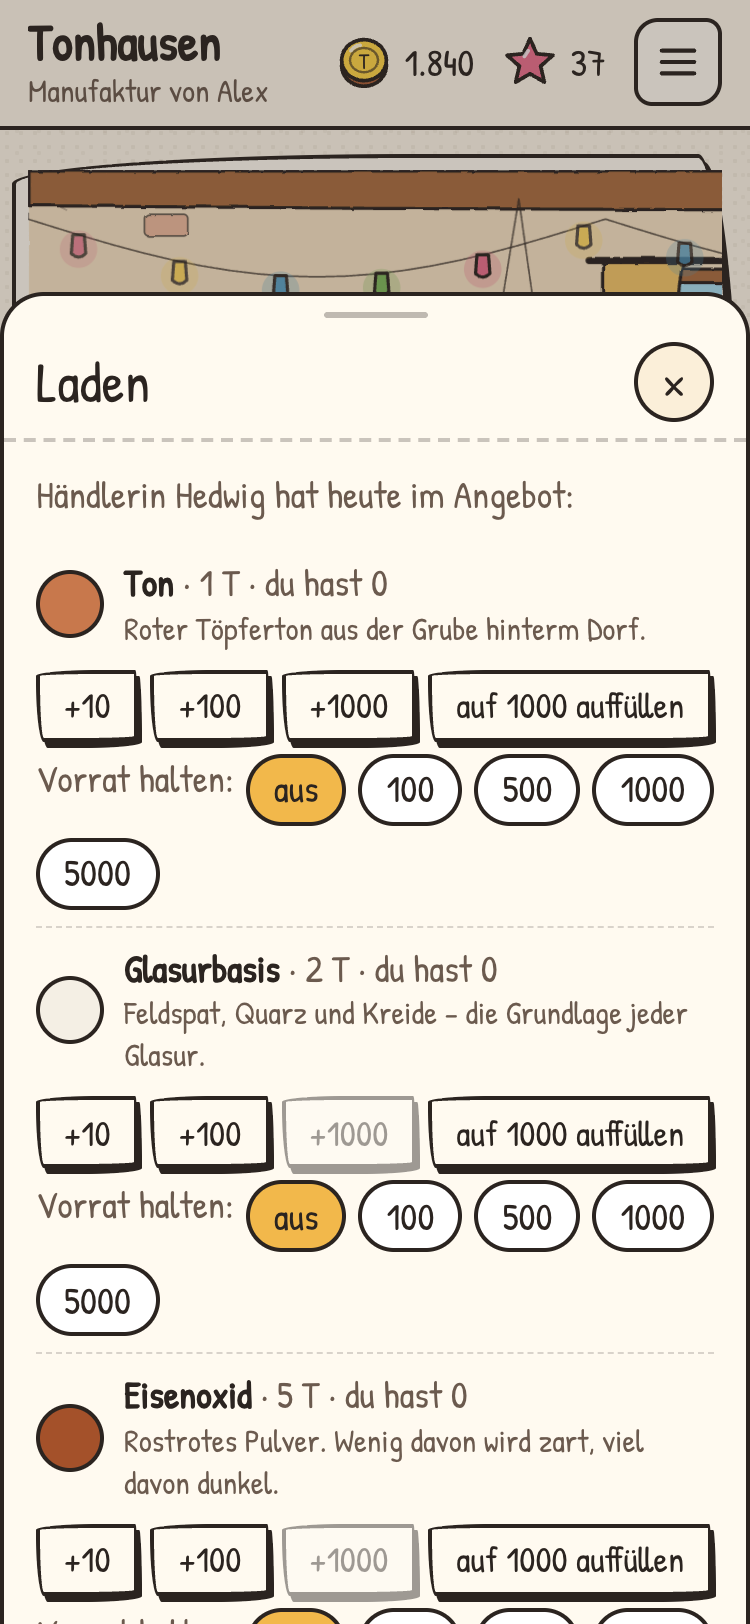 Tonhausen
Manufaktur von Alex
T 1.840 37
Laden
×
Händlerin Hedwig hat heute im Angebot:
Ton · 1 T · du hast 0
Roter Töpferton aus der Grube hinterm Dorf.
+10 +100 +1000 auf 1000 auffüllen
Vorrat halten: aus 100 500 1000
5000
Glasurbasis · 2 T · du hast 0
Feldspat, Quarz und Kreide – die Grundlage jeder
Glasur.
+10 +100 +1000 auf 1000 auffüllen
Vorrat halten: aus 100 500 1000
5000
Eisenoxid · 5 T · du hast 0
Rostrotes Pulver. Wenig davon wird zart, viel
davon dunkel.
+10 +100 +1000 auf 1000 auffüllen